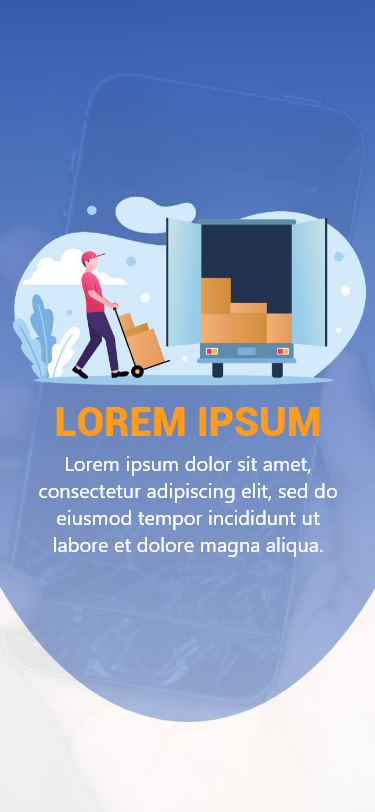 LOREM IPSUM
Lorem ipsum dolor sit amet,
consectetur adipiscing elit, sed do
eiusmod tempor incididunt ut
labore et dolore magna aliqua.